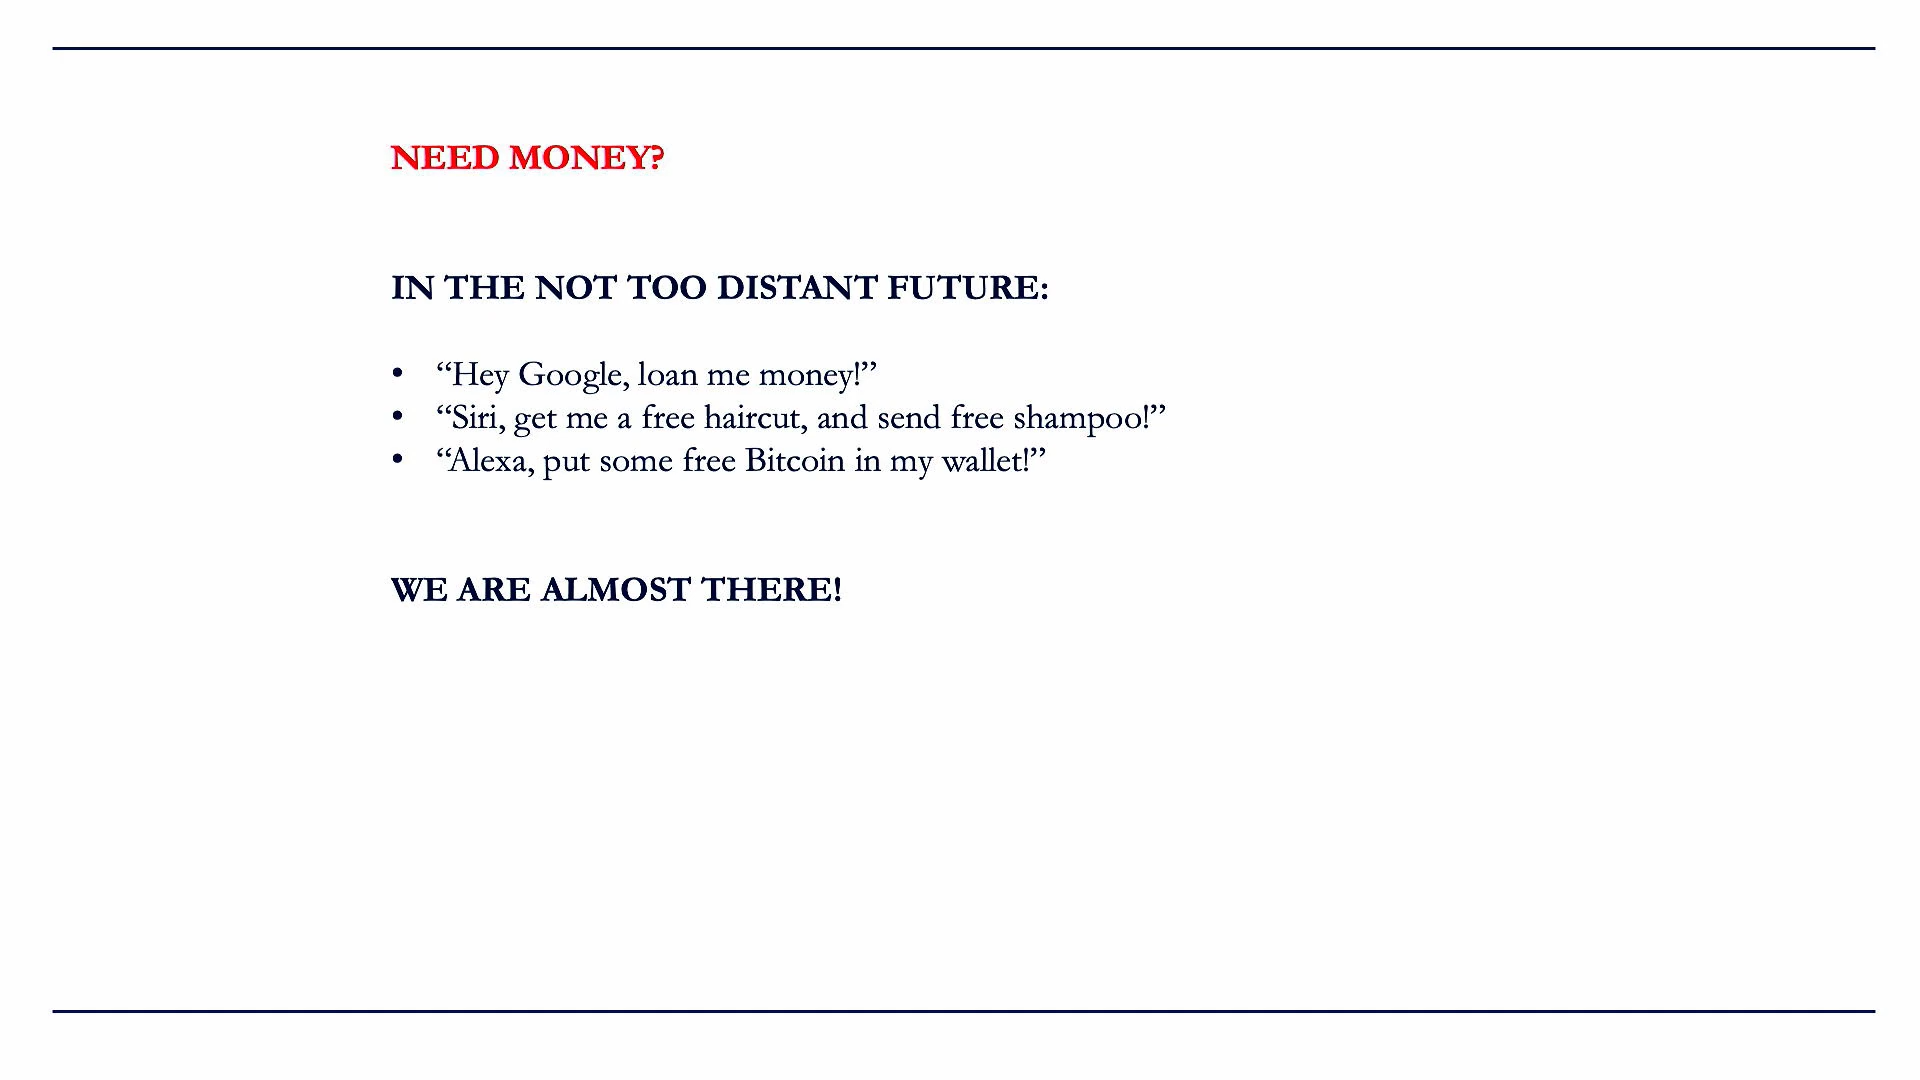 NEED MONEY?
IN THE NOT TOO DISTANT FUTURE:
• “Hey Google, loan me money!”
• “Siri, get me a free haircut, and send free shampoo!”
• “Alexa, put some free Bitcoin in my wallet!”
WE ARE ALMOST THERE!